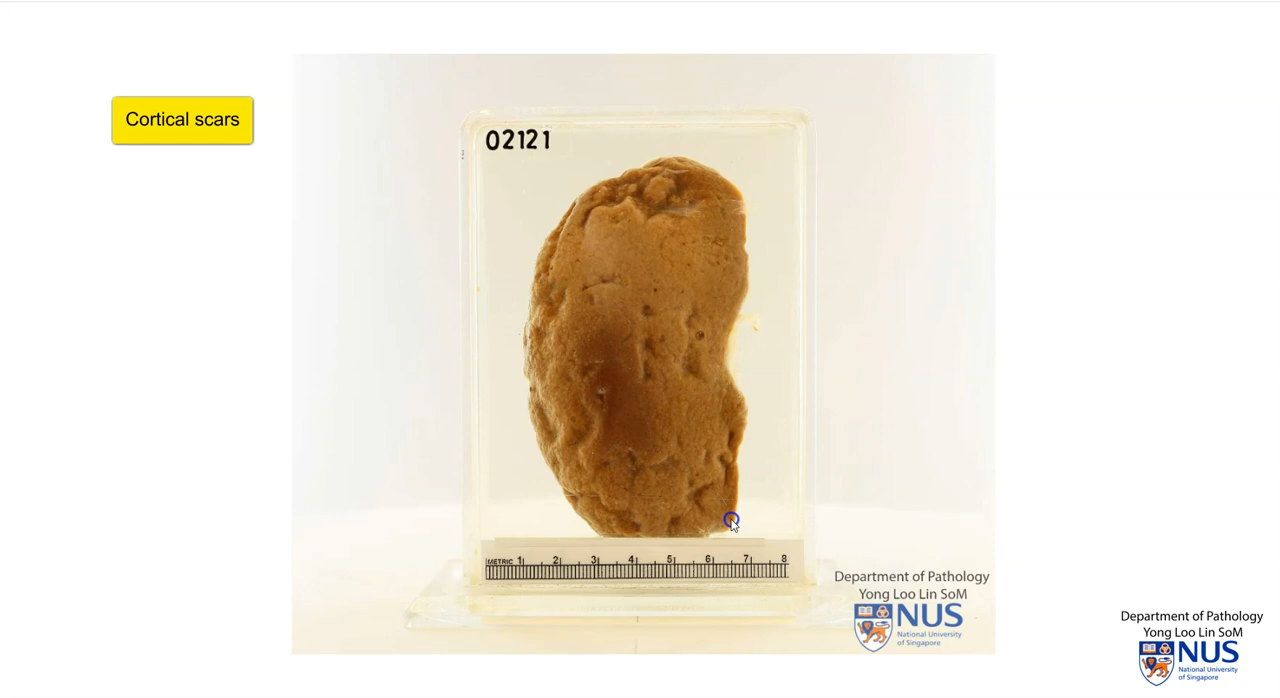 Cortical scars
02121
METRIC 1 2 3 4 5 6 7 8
Department of Pathology
Yong Loo Lin SoM
NUS
National University
of Singapore
Department of Pathology
Yong Loo Lin SoM
NUS
National University
of Singapore